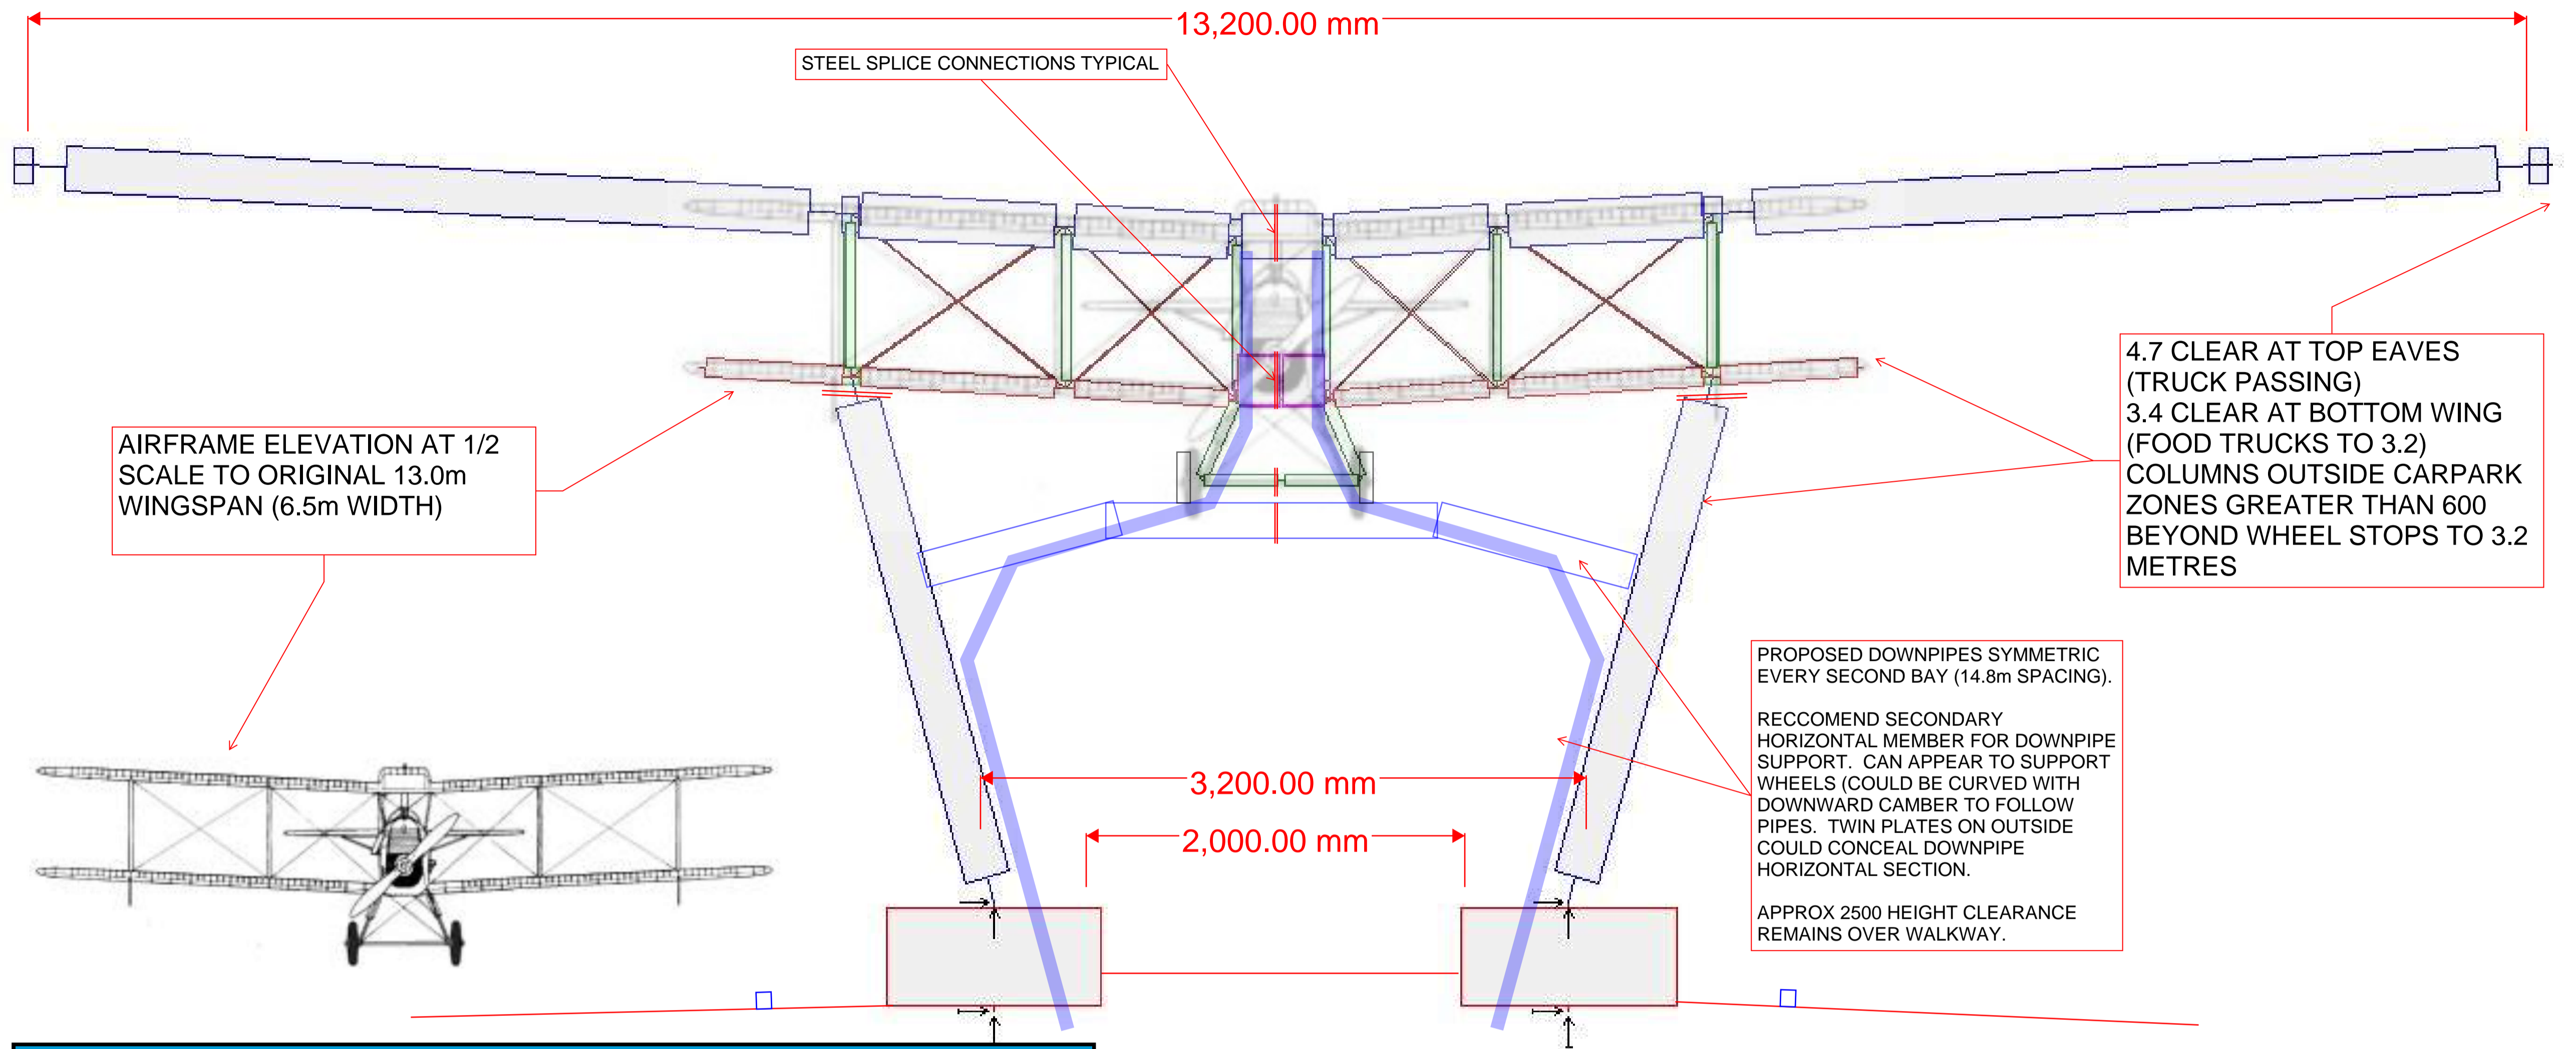 13,200.00 mm
STEEL SPLICE CONNECTIONS TYPICAL
AIRFRAME ELEVATION AT 1/2
SCALE TO ORIGINAL 13.0m
WINGSPAN (6.5m WIDTH)
4.7 CLEAR AT TOP EAVES
(TRUCK PASSING)
3.4 CLEAR AT BOTTOM WING
(FOOD TRUCKS TO 3.2)
COLUMNS OUTSIDE CARPARK
ZONES GREATER THAN 600
BEYOND WHEEL STOPS TO 3.2
METRES
PROPOSED DOWNPIPES SYMMETRIC
EVERY SECOND BAY (14.8m SPACING).
RECCOMEND SECONDARY
HORIZONTAL MEMBER FOR DOWNPIPE
SUPPORT.  CAN APPEAR TO SUPPORT
WHEELS (COULD BE CURVED WITH
DOWNWARD CAMBER TO FOLLOW
PIPES.  TWIN PLATES ON OUTSIDE
COULD CONCEAL DOWNPIPE
HORIZONTAL SECTION.
APPROX 2500 HEIGHT CLEARANCE
REMAINS OVER WALKWAY.
3,200.00 mm
2,000.00 mm